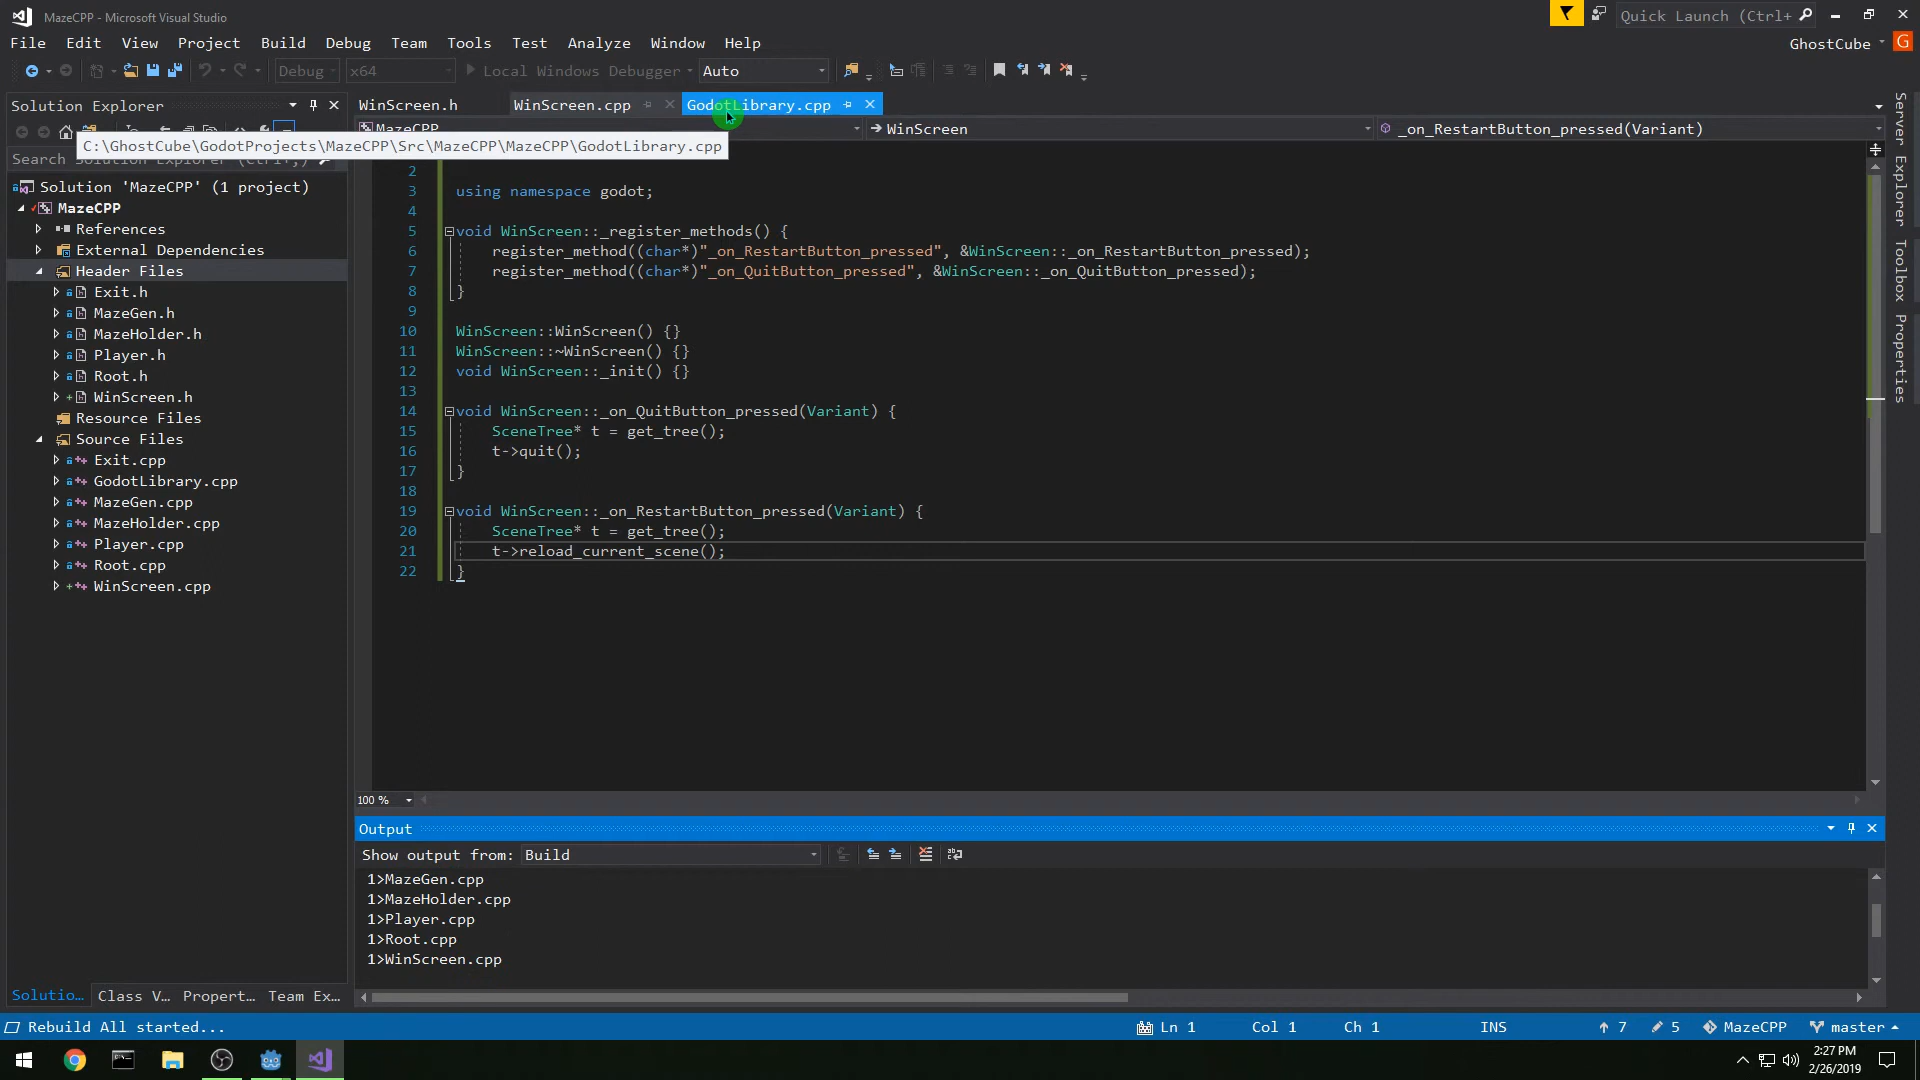 MazeCPP - Microsoft Visual Studio
Quick Launch (Ctrl+
File Edit View Project Build Debug Team Tools Test Analyze Window Help
GhostCube G
Debug x64 Local Windows Debugger Auto
Solution Explorer
WinScreen.h WinScreen.cpp GodotLibrary.cpp
MazeCPP WinScreen _on_RestartButton_pressed(Variant)
C:\GhostCube\GodotProjects\MazeCPP\Src\MazeCPP\MazeCPP\GodotLibrary.cpp
Search Solution Explorer (Ctrl+;)
Solution 'MazeCPP' (1 project)
MazeCPP
References
External Dependencies
Header Files
Exit.h
MazeGen.h
MazeHolder.h
Player.h
Root.h
WinScreen.h
Resource Files
Source Files
Exit.cpp
GodotLibrary.cpp
MazeGen.cpp
MazeHolder.cpp
Player.cpp
Root.cpp
WinScreen.cpp
Solutio... Class V... Propert... Team Ex...
2
3 using namespace godot;
4
5 void WinScreen::_register_methods() {
6 register_method((char*)"_on_RestartButton_pressed", &WinScreen::_on_RestartButton_pressed);
7 register_method((char*)"_on_QuitButton_pressed", &WinScreen::_on_QuitButton_pressed);
8 }
9
10 WinScreen::WinScreen() {}
11 WinScreen::~WinScreen() {}
12 void WinScreen::_init() {}
13
14 void WinScreen::_on_QuitButton_pressed(Variant) {
15 SceneTree* t = get_tree();
16 t->quit();
17 }
18
19 void WinScreen::_on_RestartButton_pressed(Variant) {
20 SceneTree* t = get_tree();
21 t->reload_current_scene();
22 }
100 %
Output
Show output from: Build
1>MazeGen.cpp
1>MazeHolder.cpp
1>Player.cpp
1>Root.cpp
1>WinScreen.cpp
Server Explorer
Toolbox
Properties
Rebuild All started... Ln 1 Col 1 Ch 1 INS 7 5 MazeCPP master
2:27 PM
2/26/2019